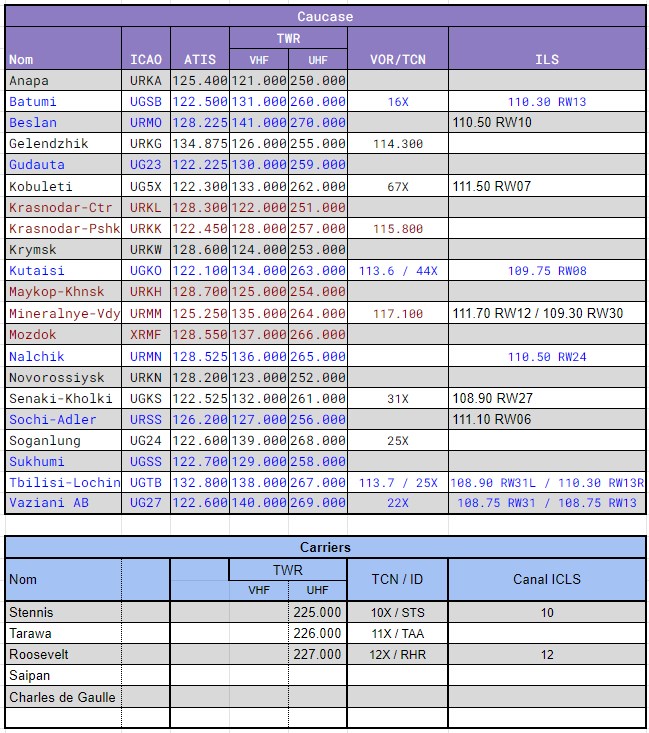 Caucase
TWR
Nom ICAO ATIS VHF UHF VOR/TCN ILS
Anapa URKA 125.400 121.000 250.000
Batumi UGSB 122.500 131.000 260.000 16X 110.30 RW13
Beslan URMO 128.225 141.000 270.000 110.50 RW10
Gelendzhik URKG 134.875 126.000 255.000 114.300
Gudauta UG23 122.225 130.000 259.000
Kobuleti UG5X 122.300 133.000 262.000 67X 111.50 RW07
Krasnodar-Ctr URKL 128.300 122.000 251.000
Krasnodar-Pshk URKK 122.450 128.000 257.000 115.800
Krymsk URKW 128.600 124.000 253.000
Kutaisi UGKO 122.100 134.000 263.000 113.6 / 44X 109.75 RW08
Maykop-Khnsk URKH 128.700 125.000 254.000
Mineralnye-Vdy URMM 125.250 135.000 264.000 117.100 111.70 RW12 / 109.30 RW30
Mozdok XRMF 128.550 137.000 266.000
Nalchik URMN 128.525 136.000 265.000 110.50 RW24
Novorossiysk URKN 128.200 123.000 252.000
Senaki-Kholki UGKS 122.525 132.000 261.000 31X 108.90 RW27
Sochi-Adler URSS 126.200 127.000 256.000 111.10 RW06
Soganlung UG24 122.600 139.000 268.000 25X
Sukhumi UGSS 122.700 129.000 258.000
Tbilisi-Lochin UGTB 132.800 138.000 267.000 113.7 / 25X 108.90 RW31L / 110.30 RW13R
Vaziani AB UG27 122.600 140.000 269.000 22X 108.75 RW31 / 108.75 RW13
Carriers
Nom TWR TCN / ID Canal ICLS
VHF UHF
Stennis 225.000 10X / STS 10
Tarawa 226.000 11X / TAA
Roosevelt 227.000 12X / RHR 12
Saipan
Charles de Gaulle